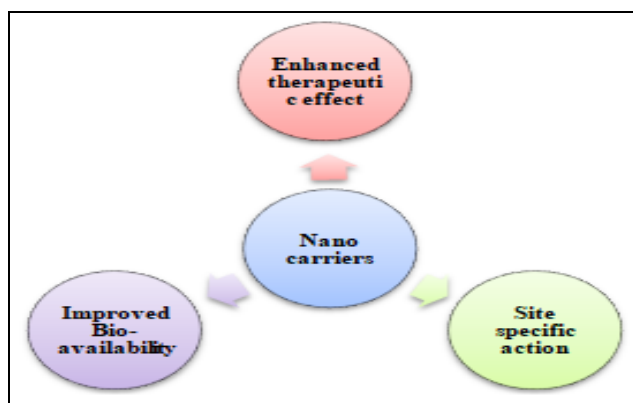 Enhanced
therapeuti
c effect
Nano
carriers
Improved
Bio-
availability
Site
specific
action